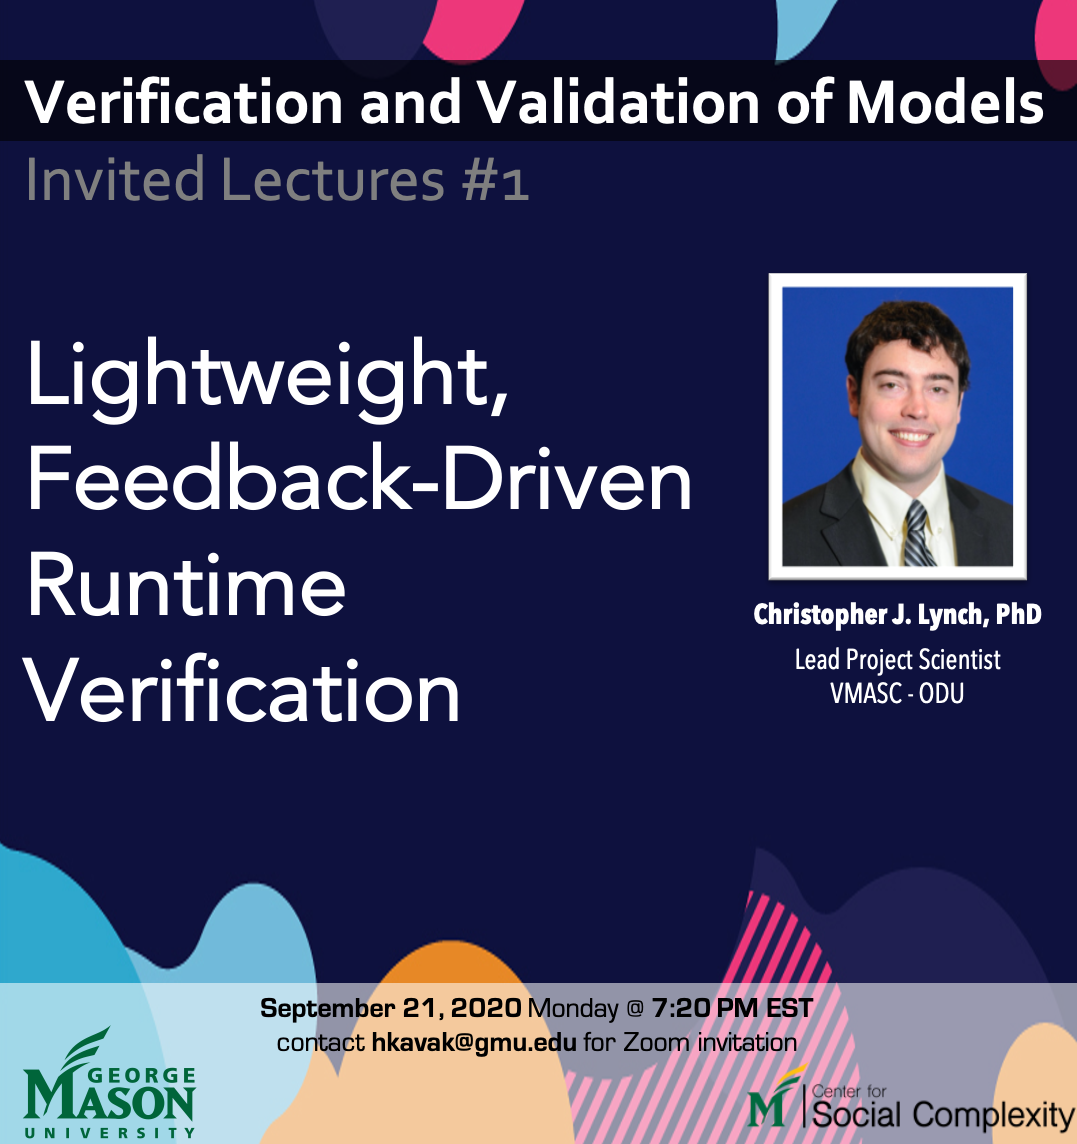 Verification and Validation of Models
Invited Lectures #1
Lightweight,
Feedback-Driven
Runtime
Verification
Christopher J. Lynch, PhD
Lead Project Scientist
VMASC - ODU
September 21, 2020 Monday @ 7:20 PM EST
contact hkavak@gmu.edu for Zoom invitation
GEORGE
MASON
UNIVERSITY
M
Center for
Social Complexity